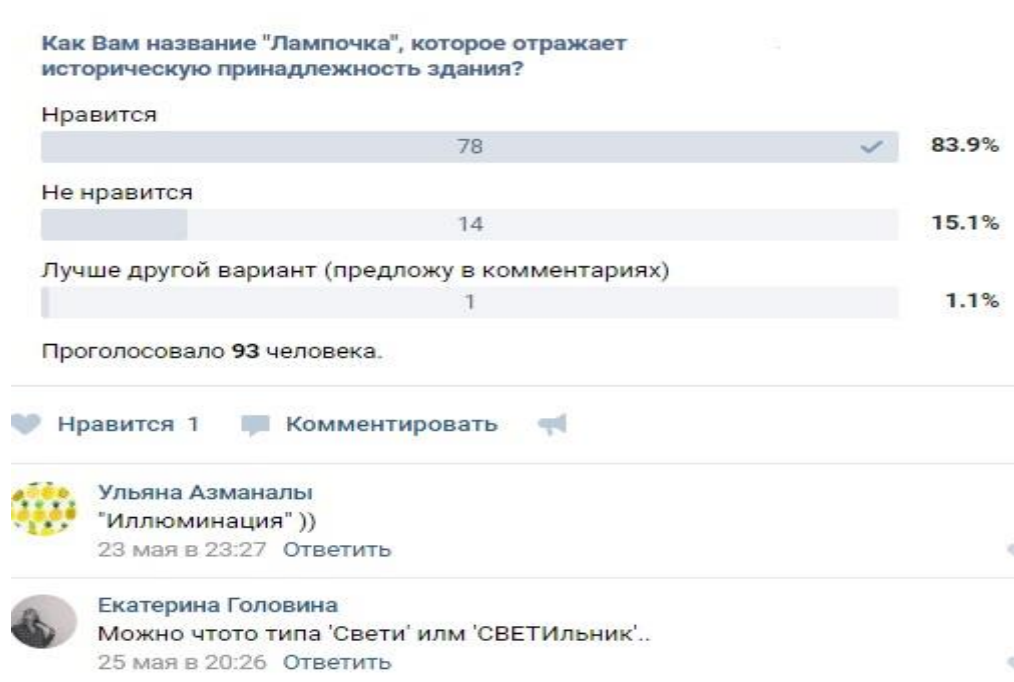 Как Вам название "Лампочка", которое отражает
историческую принадлежность здания?
Нравится
78
83.9%
Не нравится
14
15.1%
Лучше другой вариант (предложу в комментариях)
1
1.1%
Проголосовало 93 человека.
Нравится 1 Комментировать
Ульяна Азманалы
"Иллюминация" ))
23 мая в 23:27 Ответить
Екатерина Головина
Можно чтото типа 'Свети' илм 'СВЕТИльник'..
25 мая в 20:26 Ответить